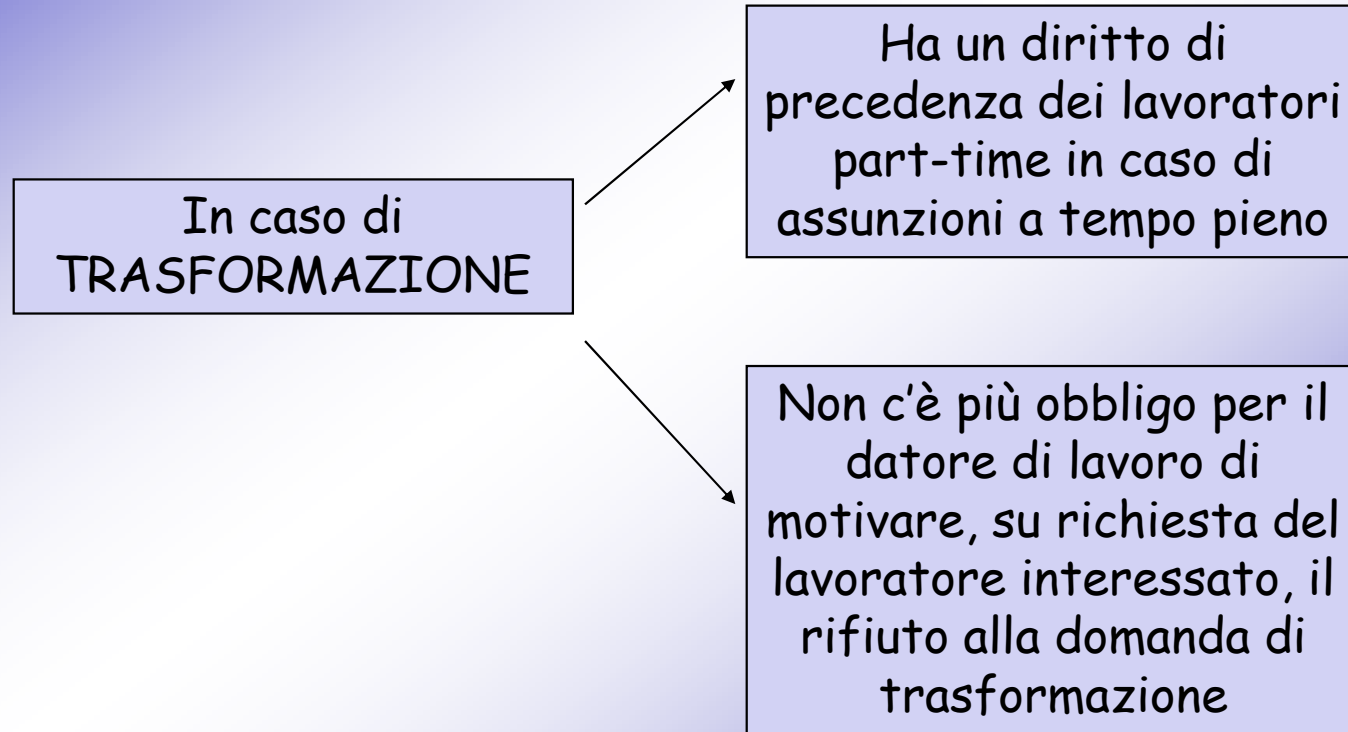 In caso di
TRASFORMAZIONE
Ha un diritto di
precedenza dei lavoratori
part-time in caso di
assunzioni a tempo pieno
Non c'è più obbligo per il
datore di lavoro di
motivare, su richiesta del
lavoratore interessato, il
rifiuto alla domanda di
trasformazione